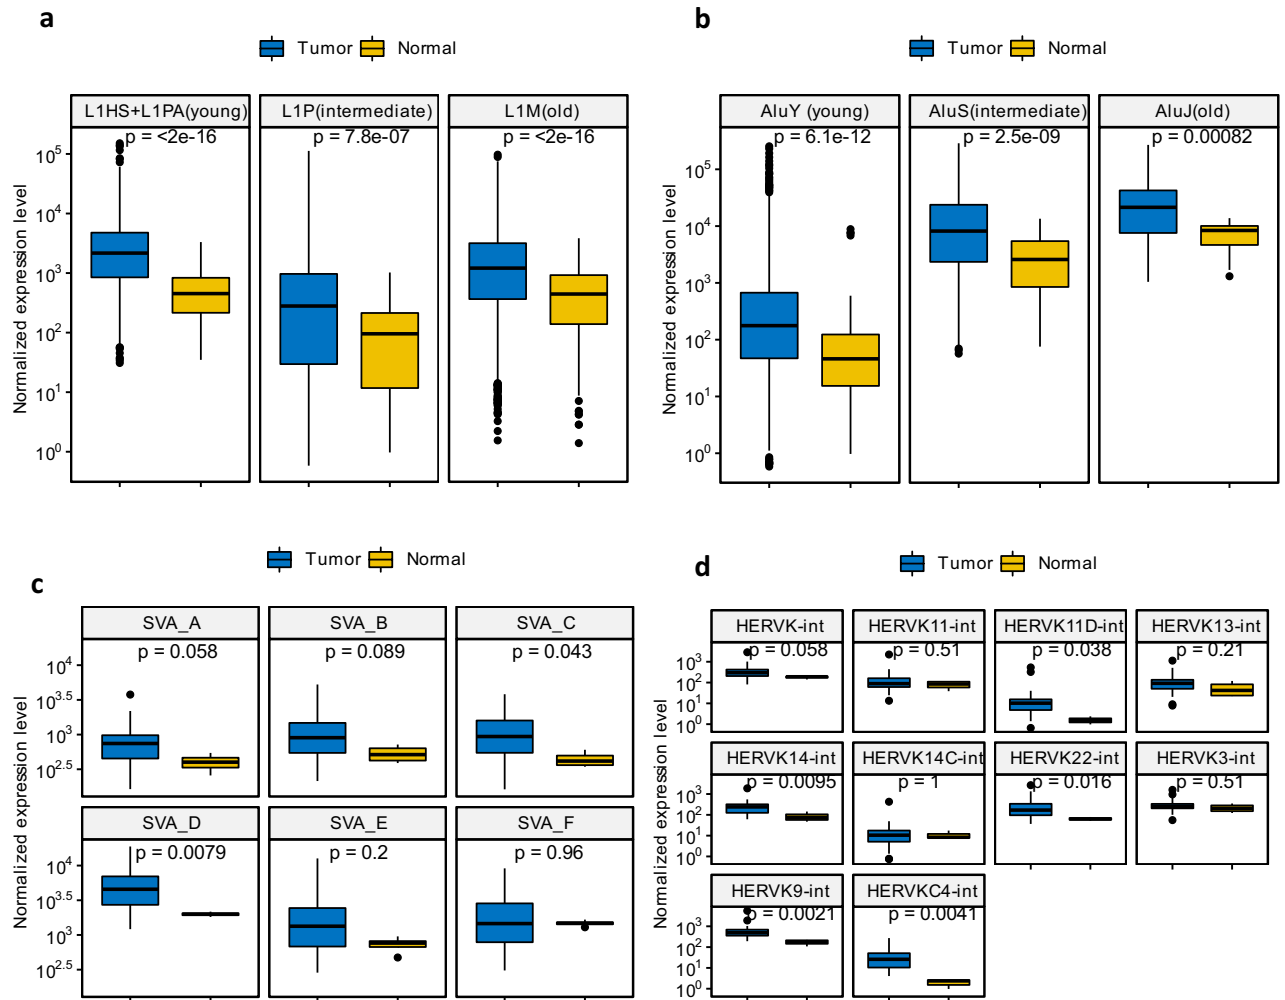 a
Tumor Normal
L1HS+L1PA(young) L1P(intermediate) L1M(old)
p = <2e-16 p = 7.8e-07 p = <2e-16
Normalized expression level
10^5
10^4
10^3
10^2
10^1
10^0
b
Tumor Normal
AluY (young) AluS(intermediate) AluJ(old)
p = 6.1e-12 p = 2.5e-09 p = 0.00082
Normalized expression level
10^5
10^4
10^3
10^2
10^1
10^0
c
Tumor Normal
SVA_A SVA_B SVA_C
p = 0.058 p = 0.089 p = 0.043
Normalized expression level
10^4
10^3.5
10^3
10^2.5
SVA_D SVA_E SVA_F
p = 0.0079 p = 0.2 p = 0.96
10^4
10^3.5
10^3
10^2.5
d
Tumor Normal
HERVK-int HERVK11-int HERVK11D-int HERVK13-int
p = 0.058 p = 0.51 p = 0.038 p = 0.21
Normalized expression level
10^3
10^2
10^1
10^0
HERVK14-int HERVK14C-int HERVK22-int HERVK3-int
p = 0.0095 p = 1 p = 0.016 p = 0.51
10^3
10^2
10^1
10^0
HERVK9-int HERVKC4-int
p = 0.0021 p = 0.0041
10^3
10^2
10^1
10^0